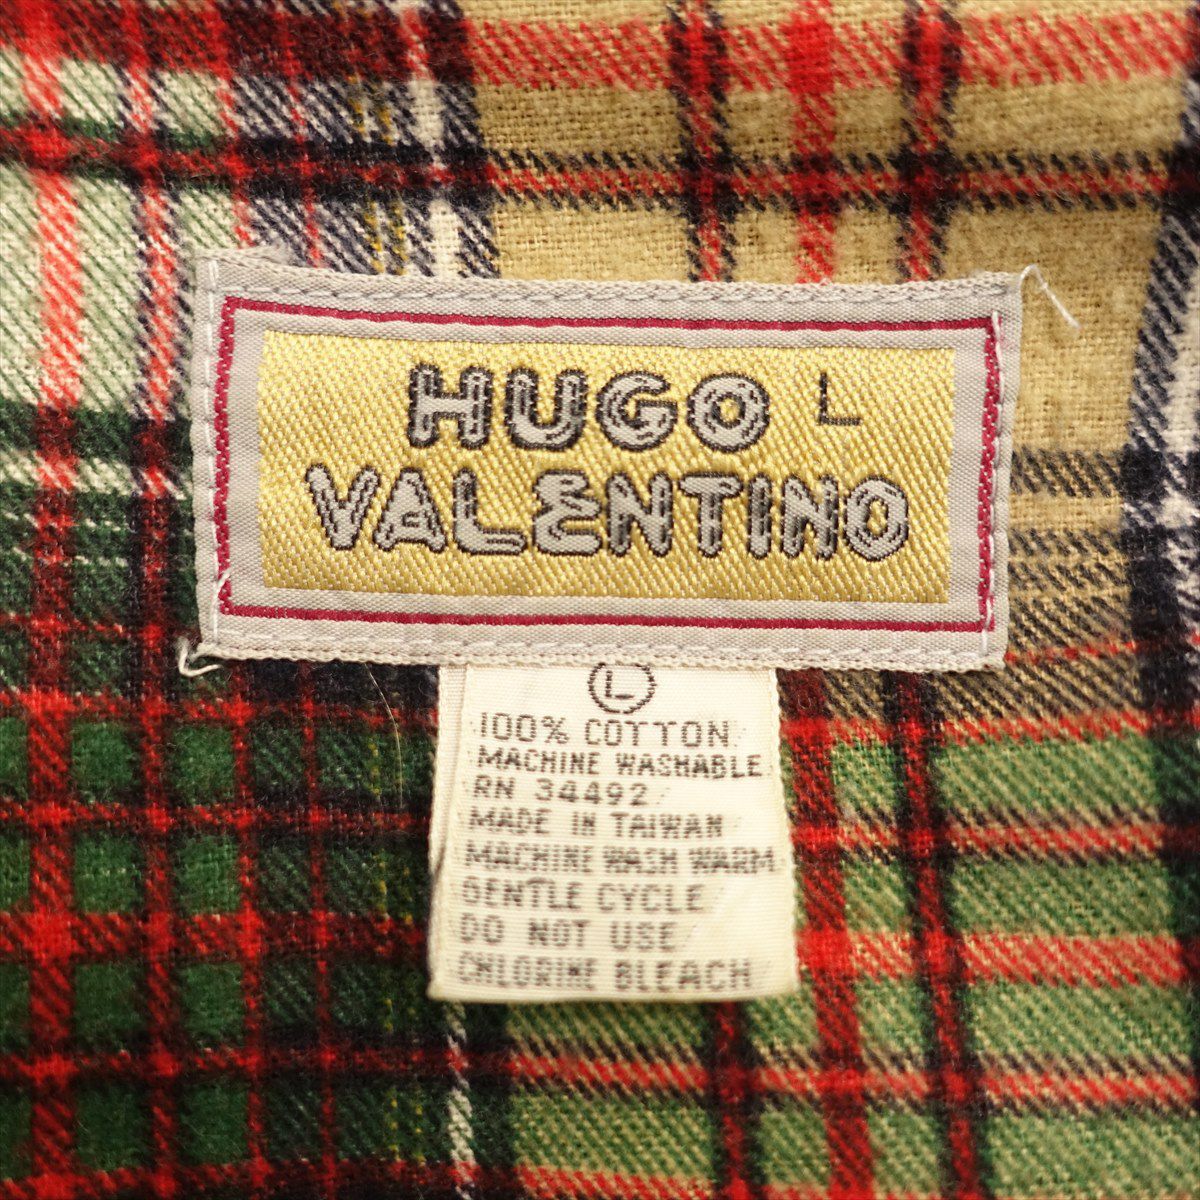 HUGO L
VALENTINO
L
100% COTTON
MACHINE WASHABLE
RN 34492
MADE IN TAIWAN
MACHINE WASH WARM
GENTLE CYCLE
DO NOT USE
CHLORINE BLEACH